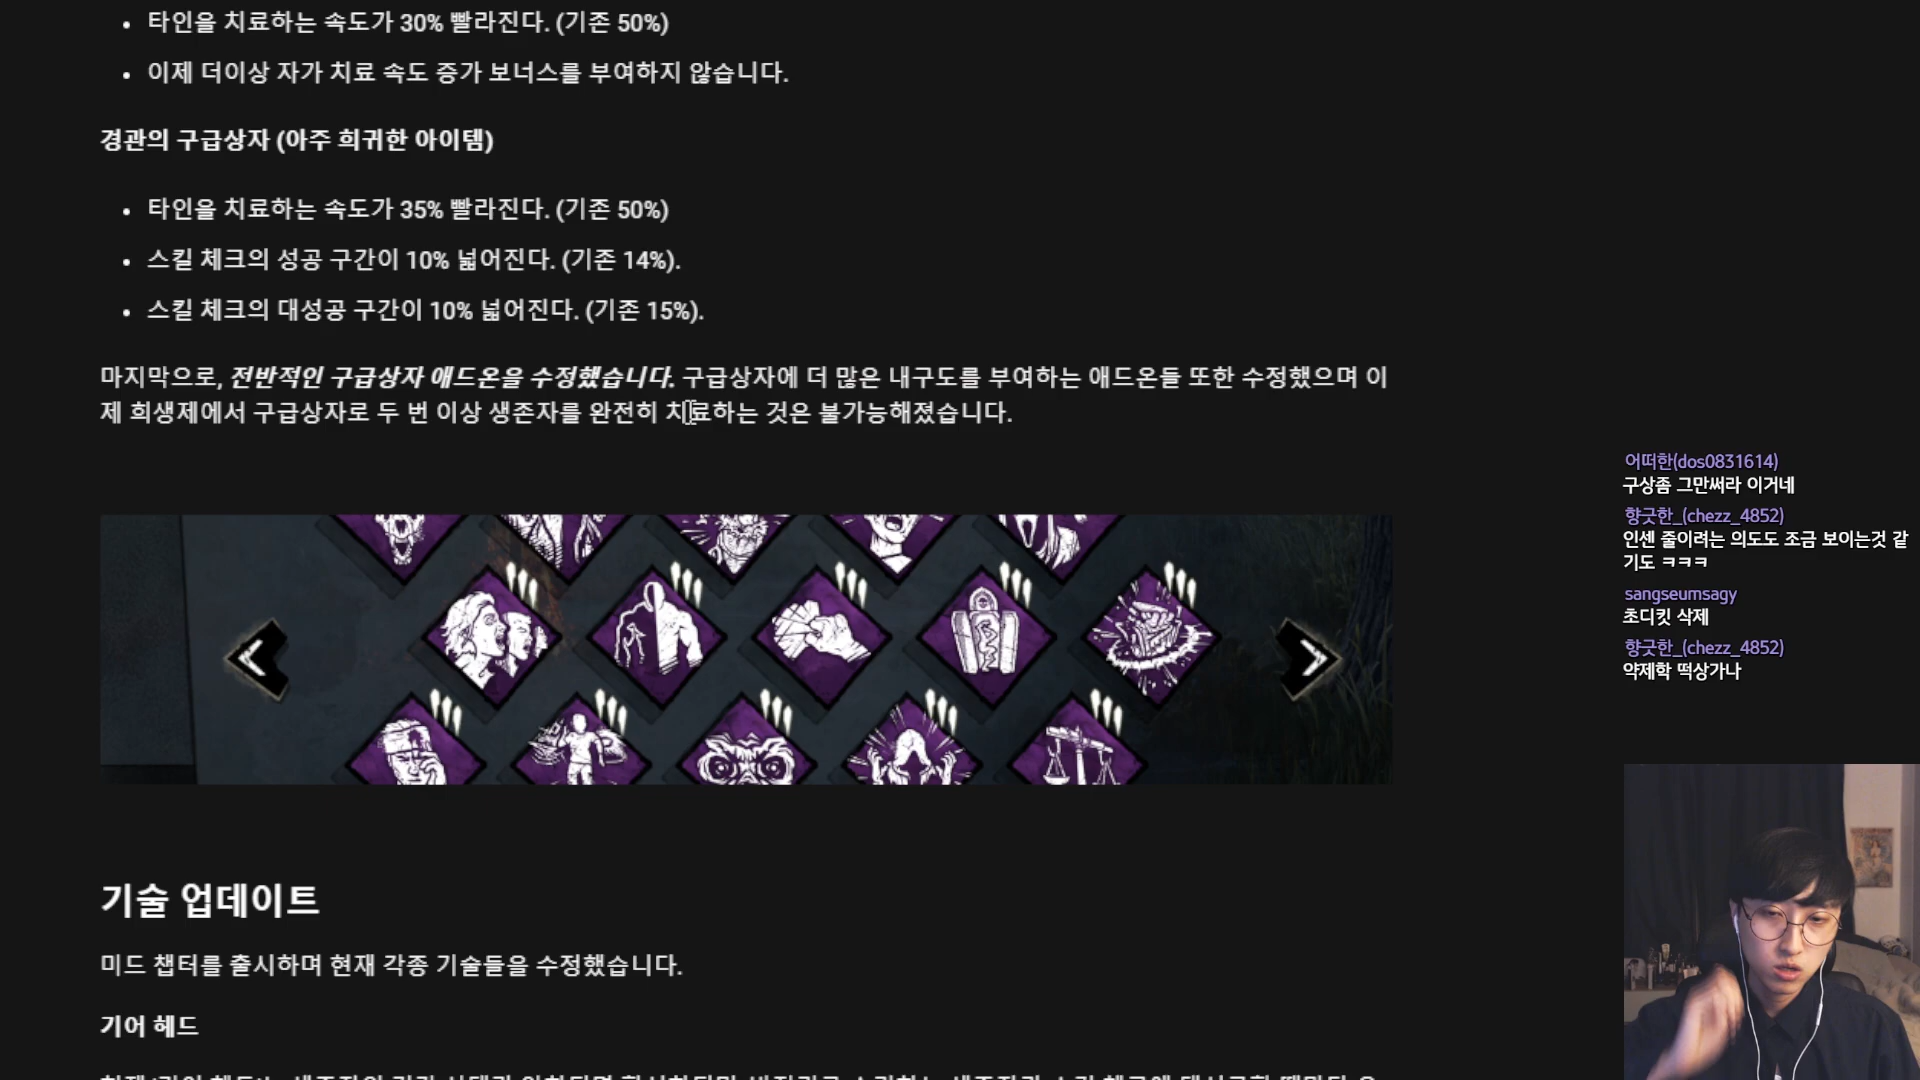 타인을 치료하는 속도가 30% 빨라진다. (기존 50%)
이제 더이상 자가 치료 속도 증가 보너스를 부여하지 않습니다.
경관의 구급상자 (아주 희귀한 아이템)
타인을 치료하는 속도가 35% 빨라진다. (기존 50%)
스킬 체크의 성공 구간이 10% 넓어진다. (기존 14%).
스킬 체크의 대성공 구간이 10% 넓어진다. (기존 15%).
마지막으로, 전반적인 구급상자 애드온을 수정했습니다. 구급상자에 더 많은 내구도를 부여하는 애드온들 또한 수정했으며 이
제 희생제에서 구급상자로 두 번 이상 생존자를 완전히 치료하는 것은 불가능해졌습니다.
기술 업데이트
미드 챕터를 출시하며 현재 각종 기술들을 수정했습니다.
기어 헤드
어떠한(dos0831614)
구상좀 그만써라 이거네
향긋한_(chezz_4852)
인센 줄이려는 의도도 조금 보이는것 같
기도 ㅋㅋㅋ
sangseumsagy
초디킷 삭제
향긋한_(chezz_4852)
약제학 떡상가나